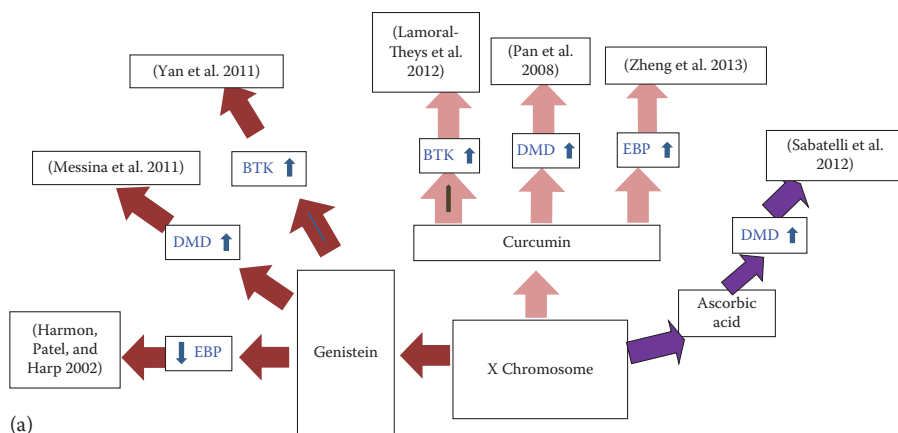 (Lamoral-
Theys et al.
2012)
(Pan et al.
2008)
(Zheng et al. 2013)
(Yan et al. 2011)
(Sabatelli et al.
2012)
(Messina et al. 2011)
BTK
BTK
DMD
EBP
DMD
DMD
Curcumin
Ascorbic
acid
(Harmon,
Patel, and
Harp 2002)
EBP
Genistein
X Chromosome
(a)